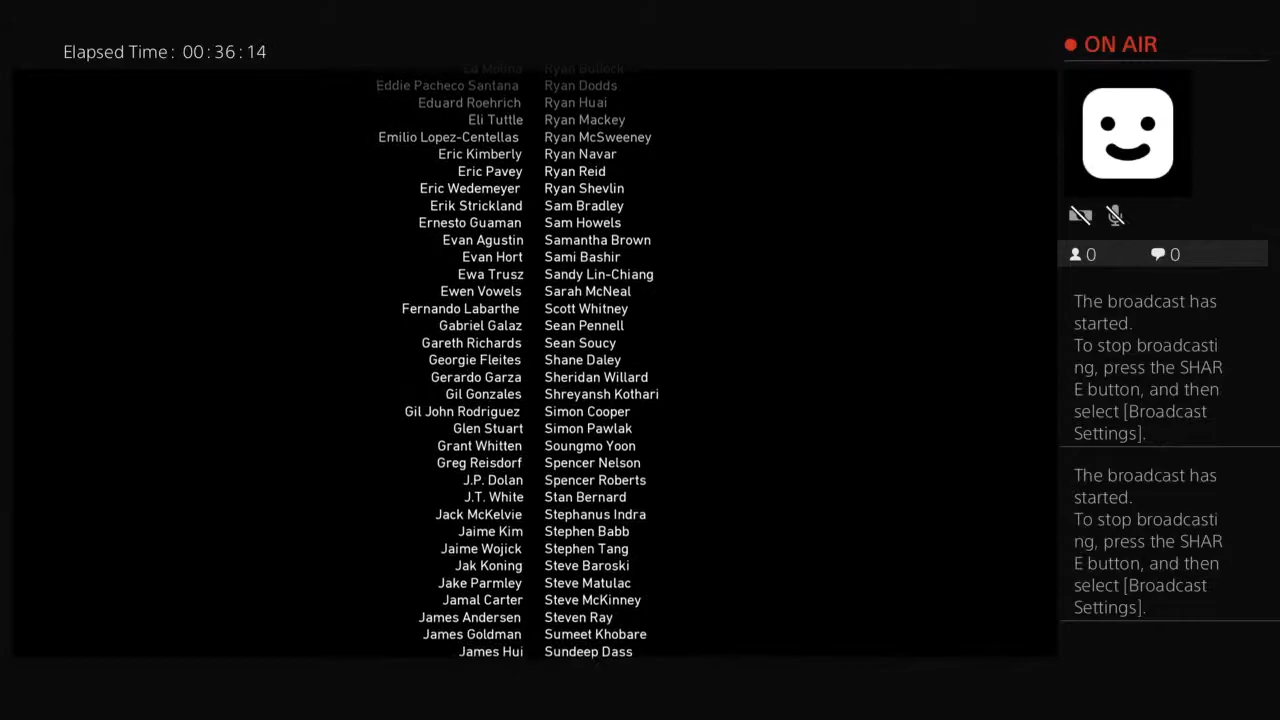 Elapsed Time: 00:36:14
ON AIR
La Molina Ryan Bullock
Eddie Pacheco Santana Ryan Dodds
Eduard Roehrich Ryan Huai
Eli Tuttle Ryan Mackey
Emilio Lopez-Centellas Ryan McSweeney
Eric Kimberly Ryan Navar
Eric Pavey Ryan Reid
Eric Wedemeyer Ryan Shevlin
Erik Strickland Sam Bradley
Ernesto Guaman Sam Howels
Evan Agustin Samantha Brown
Evan Hort Sami Bashir
Ewa Trusz Sandy Lin-Chiang
Ewen Vowels Sarah McNeal
Fernando Labarthe Scott Whitney
Gabriel Galaz Sean Pennell
Gareth Richards Sean Soucy
Georgie Fleites Shane Daley
Gerardo Garza Sheridan Willard
Gil Gonzales Shreyansh Kothari
Gil John Rodriguez Simon Cooper
Glen Stuart Simon Pawlak
Grant Whitten Soungmo Yoon
Greg Reisdorf Spencer Nelson
J.P. Dolan Spencer Roberts
J.T. White Stan Bernard
Jack McKelvie Stephanus Indra
Jaime Kim Stephen Babb
Jaime Wojick Stephen Tang
Jak Koning Steve Baroski
Jake Parmley Steve Matulac
Jamal Carter Steve McKinney
James Andersen Steven Ray
James Goldman Sumeet Khobare
James Hui Sundeep Dass
0 0
The broadcast has
started.
To stop broadcasti
ng, press the SHAR
E button, and then
select [Broadcast
Settings].
The broadcast has
started.
To stop broadcasti
ng, press the SHAR
E button, and then
select [Broadcast
Settings].